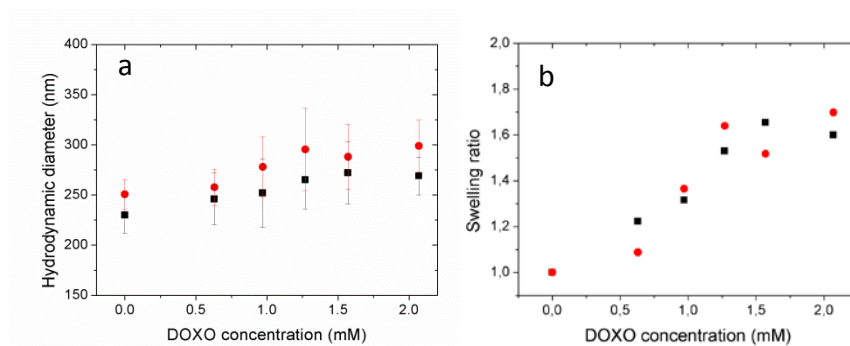 a
400
350
300
250
200
150
Hydrodynamic diameter (nm)
0.0 0.5 1.0 1.5 2.0
DOXO concentration (mM)
b
2,0
1,8
1,6
1,4
1,2
1,0
Swelling ratio
0,0 0,5 1,0 1,5 2,0
DOXO concentration (mM)